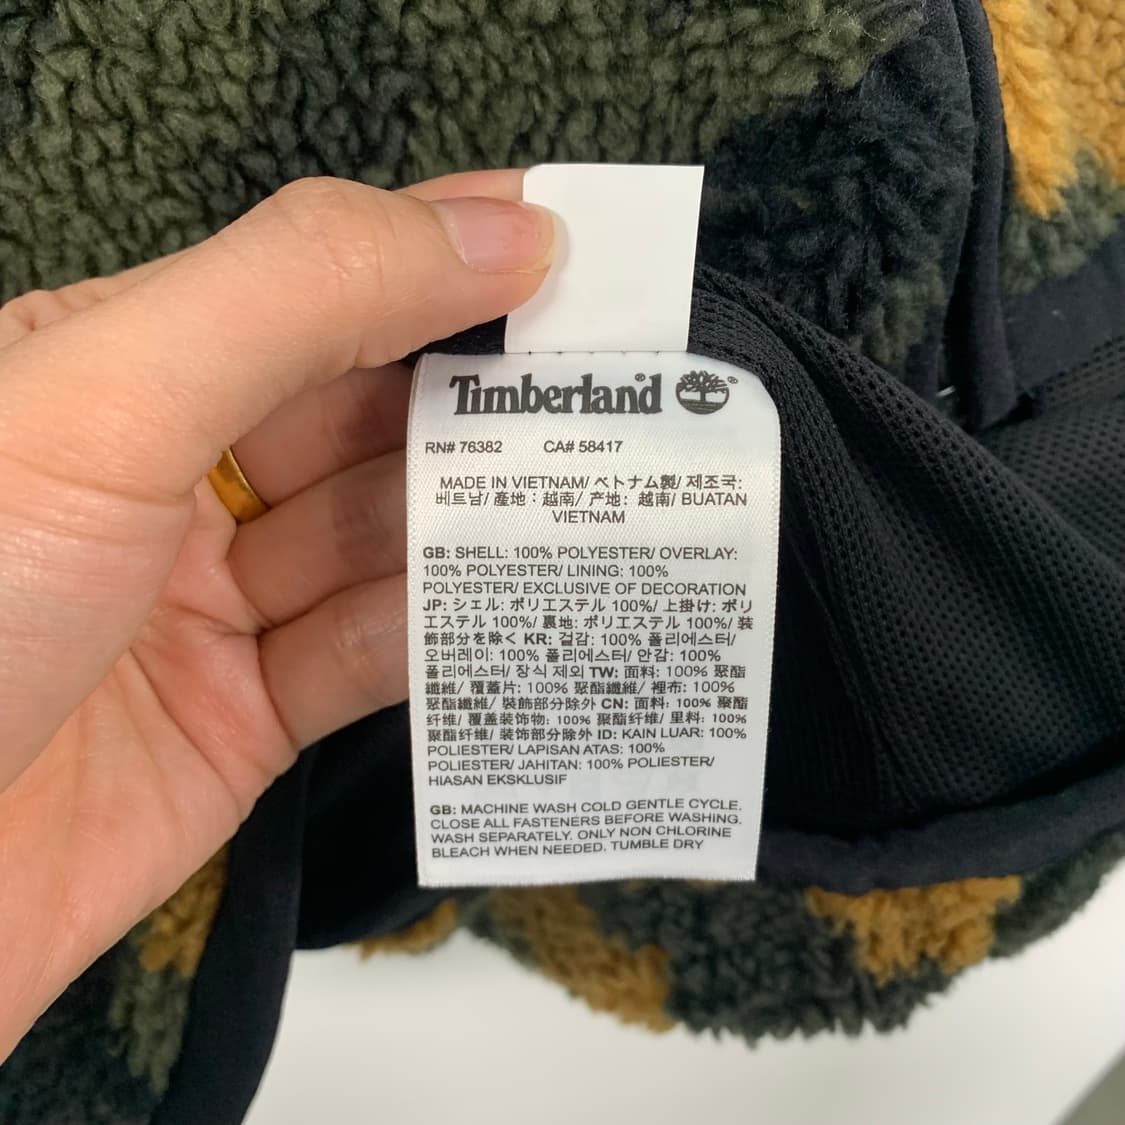 Timberland®
RN# 76382 CA# 58417
MADE IN VIETNAM/ ベトナム製/ 제조국:
베트남/ 產地：越南/ 产地: 越南/ BUATAN
VIETNAM
GB: SHELL: 100% POLYESTER/ OVERLAY:
100% POLYESTER/ LINING: 100%
POLYESTER/ EXCLUSIVE OF DECORATION
JP: シェル: ポリエステル 100%/ 上掛け: ポリ
エステル 100%/ 裏地: ポリエステル 100%/ 装
飾部分を除く KR: 겉감: 100% 폴리에스터/
오버레이: 100% 폴리에스터/ 안감: 100%
폴리에스터/ 장식 제외 TW: 面料: 100% 聚酯
纖維/ 覆蓋片: 100% 聚酯纖維/ 裡布: 100%
聚酯纖維/ 裝飾部分除外 CN: 面料: 100% 聚酯
纤维/ 覆盖装饰物: 100% 聚酯纤维/ 里料: 100%
聚酯纤维/ 装饰部分除外 ID: KAIN LUAR: 100%
POLIESTER/ LAPISAN ATAS: 100%
POLIESTER/ JAHITAN: 100% POLIESTER/
HIASAN EKSKLUSIF
GB: MACHINE WASH COLD GENTLE CYCLE.
CLOSE ALL FASTENERS BEFORE WASHING.
WASH SEPARATELY. ONLY NON CHLORINE
BLEACH WHEN NEEDED. TUMBLE DRY